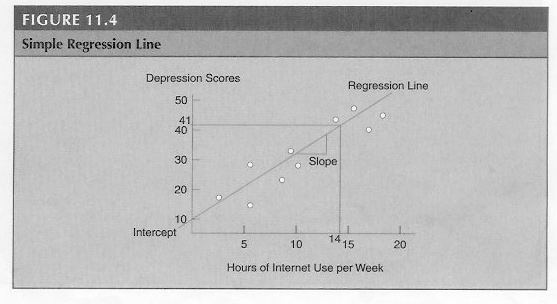 FIGURE 11.4
Simple Regression Line
Depression Scores
Regression Line
50
41
40
30
Slope
20
10
Intercept
5
10
14
15
20
Hours of Internet Use per Week